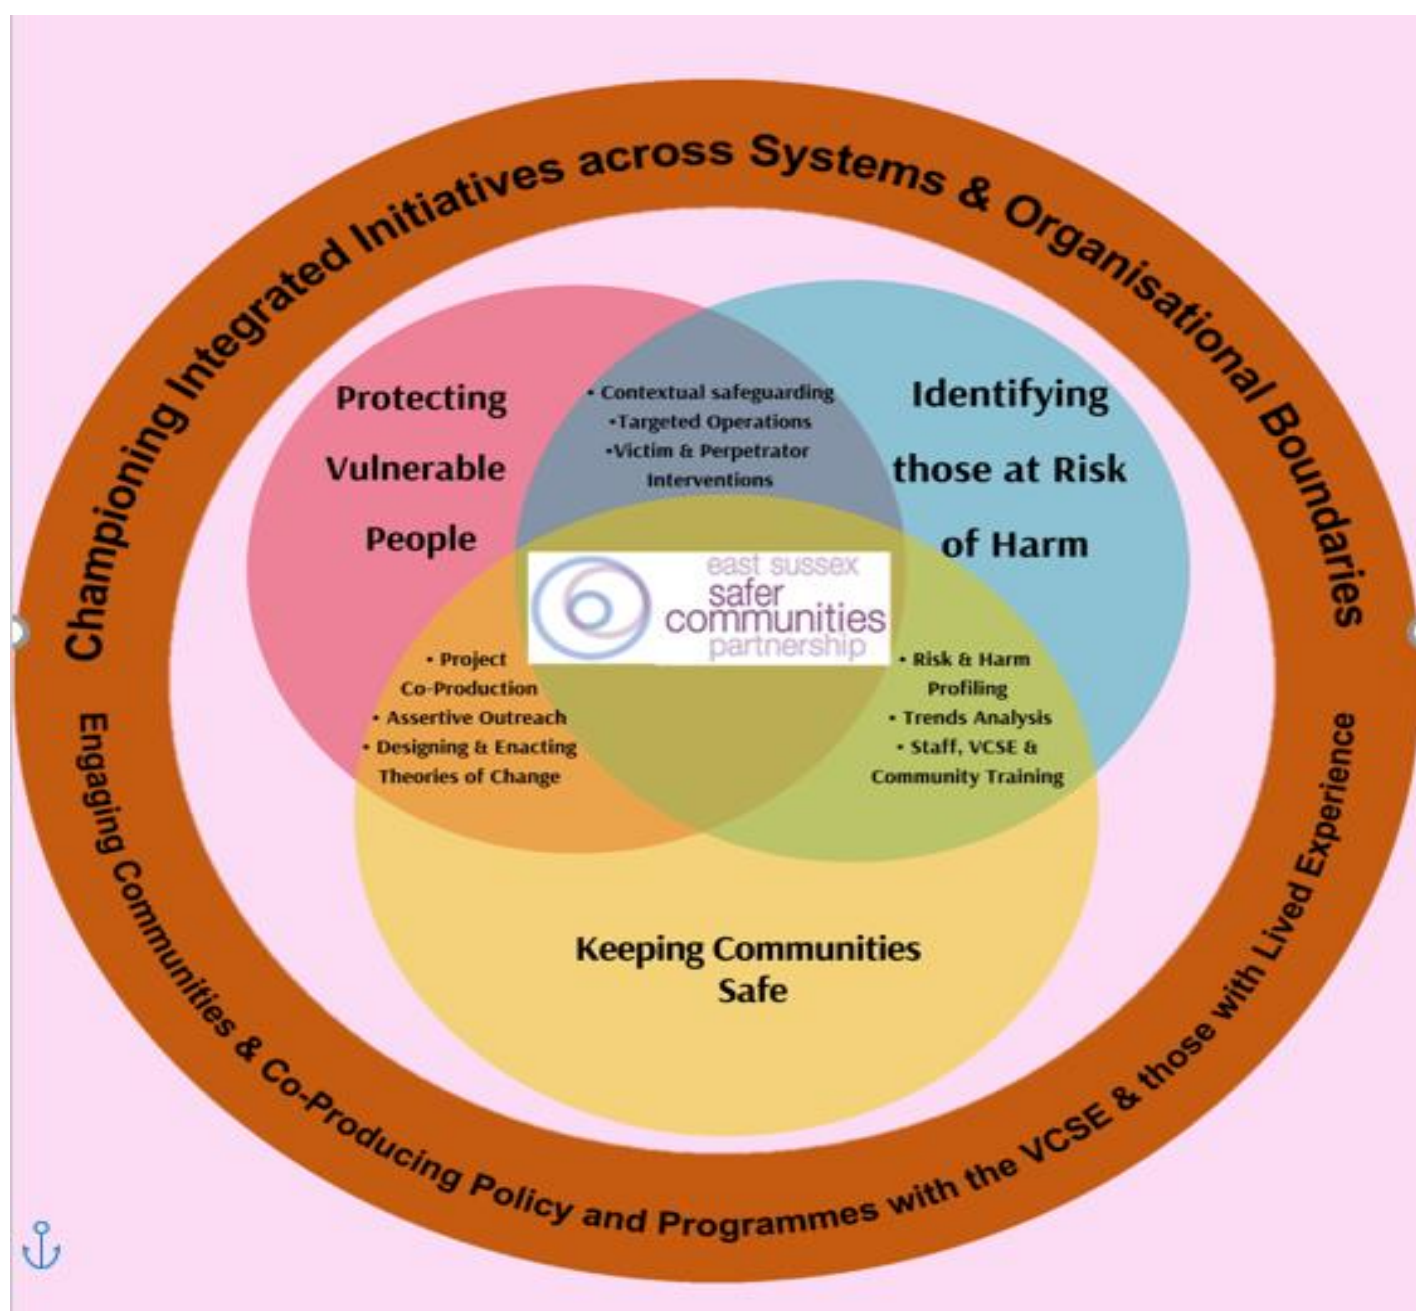 Championing Integrated Initiatives across Systems & Organisational Boundaries
Protecting
Vulnerable
People
• Contextual safeguarding
•Targeted Operations
•Victim & Perpetrator
Interventions
Identifying
those at Risk
of Harm
east sussex
safer
communities
partnership
• Project
Co-Production
• Assertive Outreach
• Designing & Enacting
Theories of Change
• Risk & Harm
Profiling
• Trends Analysis
• Staff, VCSE &
Community Training
Keeping Communities
Safe
Engaging Communities & Co-Producing Policy and Programmes with the VCSE & those with Lived Experience